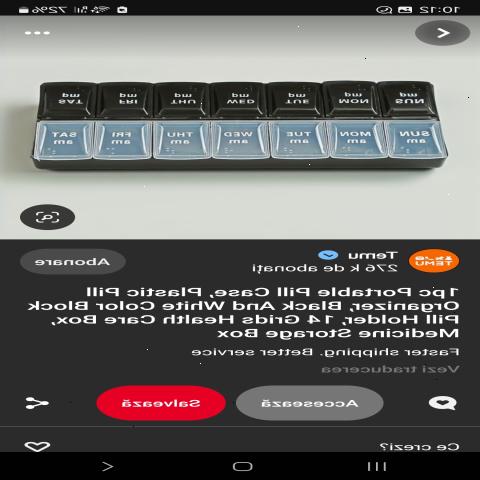 10:12
72%
SUN MON TUE WED THU FRI SAT
pm pm pm pm pm pm pm
SUN MON TUE WED THU FRI SAT
am am am am am am am
TEMU
Temu
276 k de abonați
Abonare
1pc Portable Pill Case, Plastic Pill
Organizer, Black And White Color Block
Pill Holder, 14 Grids Health Care Box,
Medicine Storage Box
Faster shipping. Better service
Vezi traducerea
Accesează
Salvează
Ce crezi?